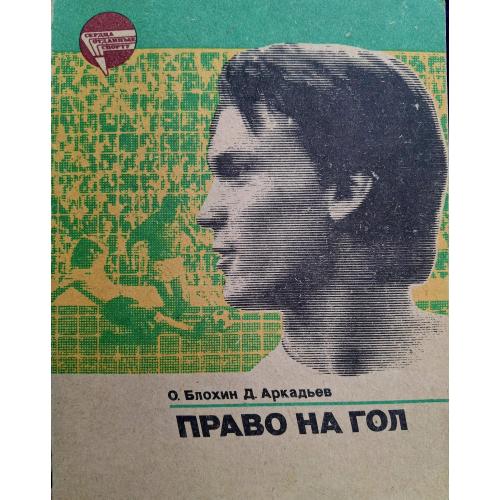 СЕРДЦА
ОТДАННЫЕ
СПОРТУ
О. Блохин Д. Аркадьев
ПРАВО НА ГОЛ